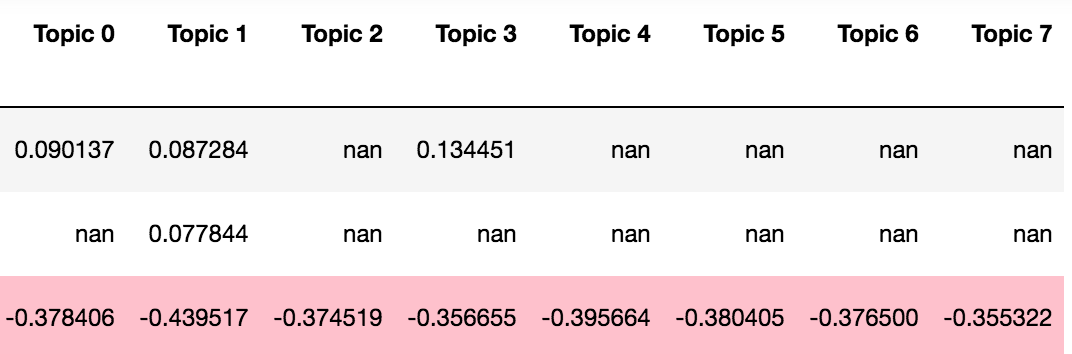 Topic 0 Topic 1 Topic 2 Topic 3 Topic 4 Topic 5 Topic 6 Topic 7
0.090137 0.087284 nan 0.134451 nan nan nan nan
nan 0.077844 nan nan nan nan nan nan
-0.378406 -0.439517 -0.374519 -0.356655 -0.395664 -0.380405 -0.376500 -0.355322